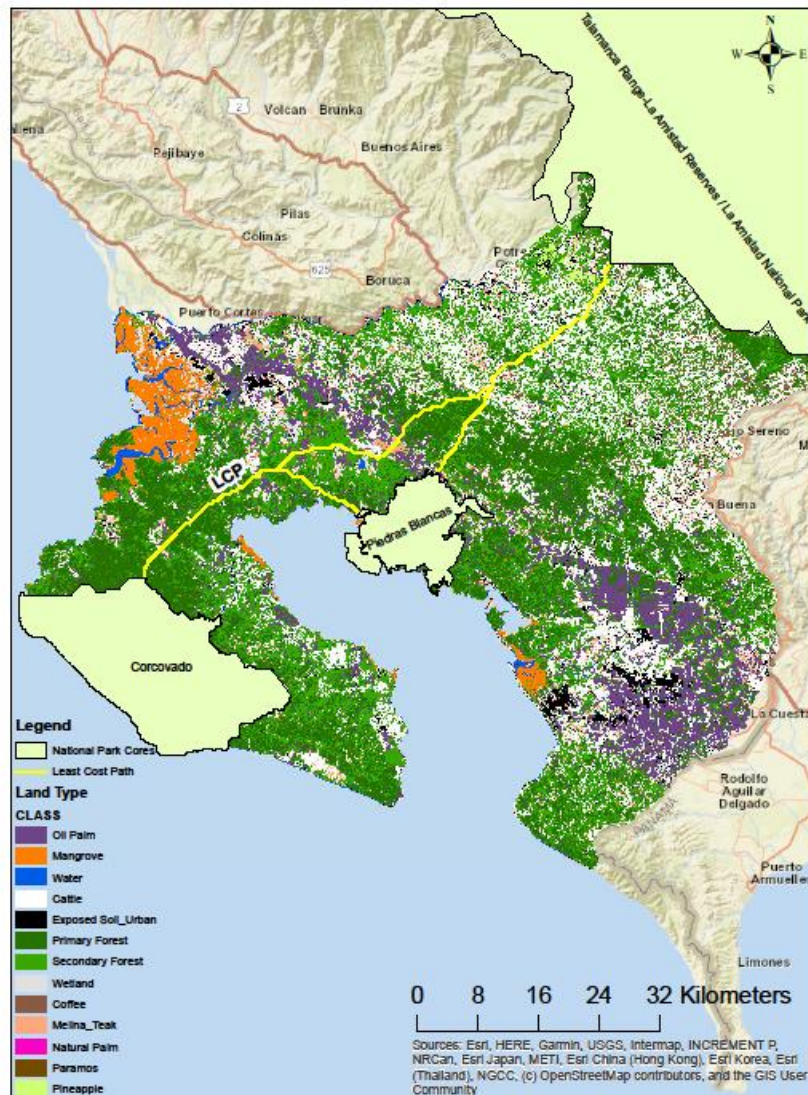 N
W E
S
2
Volcan Brunka
Pejibaye
Buenos Aires
Pilas
Colinas
625
Boruca
Puerto Cortes
Talamanca Range-La Amistad Reserves / La Amistad National Park
LCP
Piedras Blancas
Corcovado
La Cuesta
Rodolfo
Aguilar
Delgado
PANAMA
Puerto
Armuelles
Limones
Legend
National Park Cores
Least Cost Path
Land Type
CLASS
Oil Palm
Mangrove
Water
Cattle
Exposed Soil_Urban
Primary Forest
Secondary Forest
Wetland
Coffee
Melina_Teak
Natural Palm
Paramos
Pineapple
0 8 16 24 32 Kilometers
Sources: Esri, HERE, Garmin, USGS, Intermap, INCREMENT P,
NRCan, Esri Japan, METI, Esri China (Hong Kong), Esri Korea, Esri
(Thailand), NGCC, (c) OpenStreetMap contributors, and the GIS User
Community